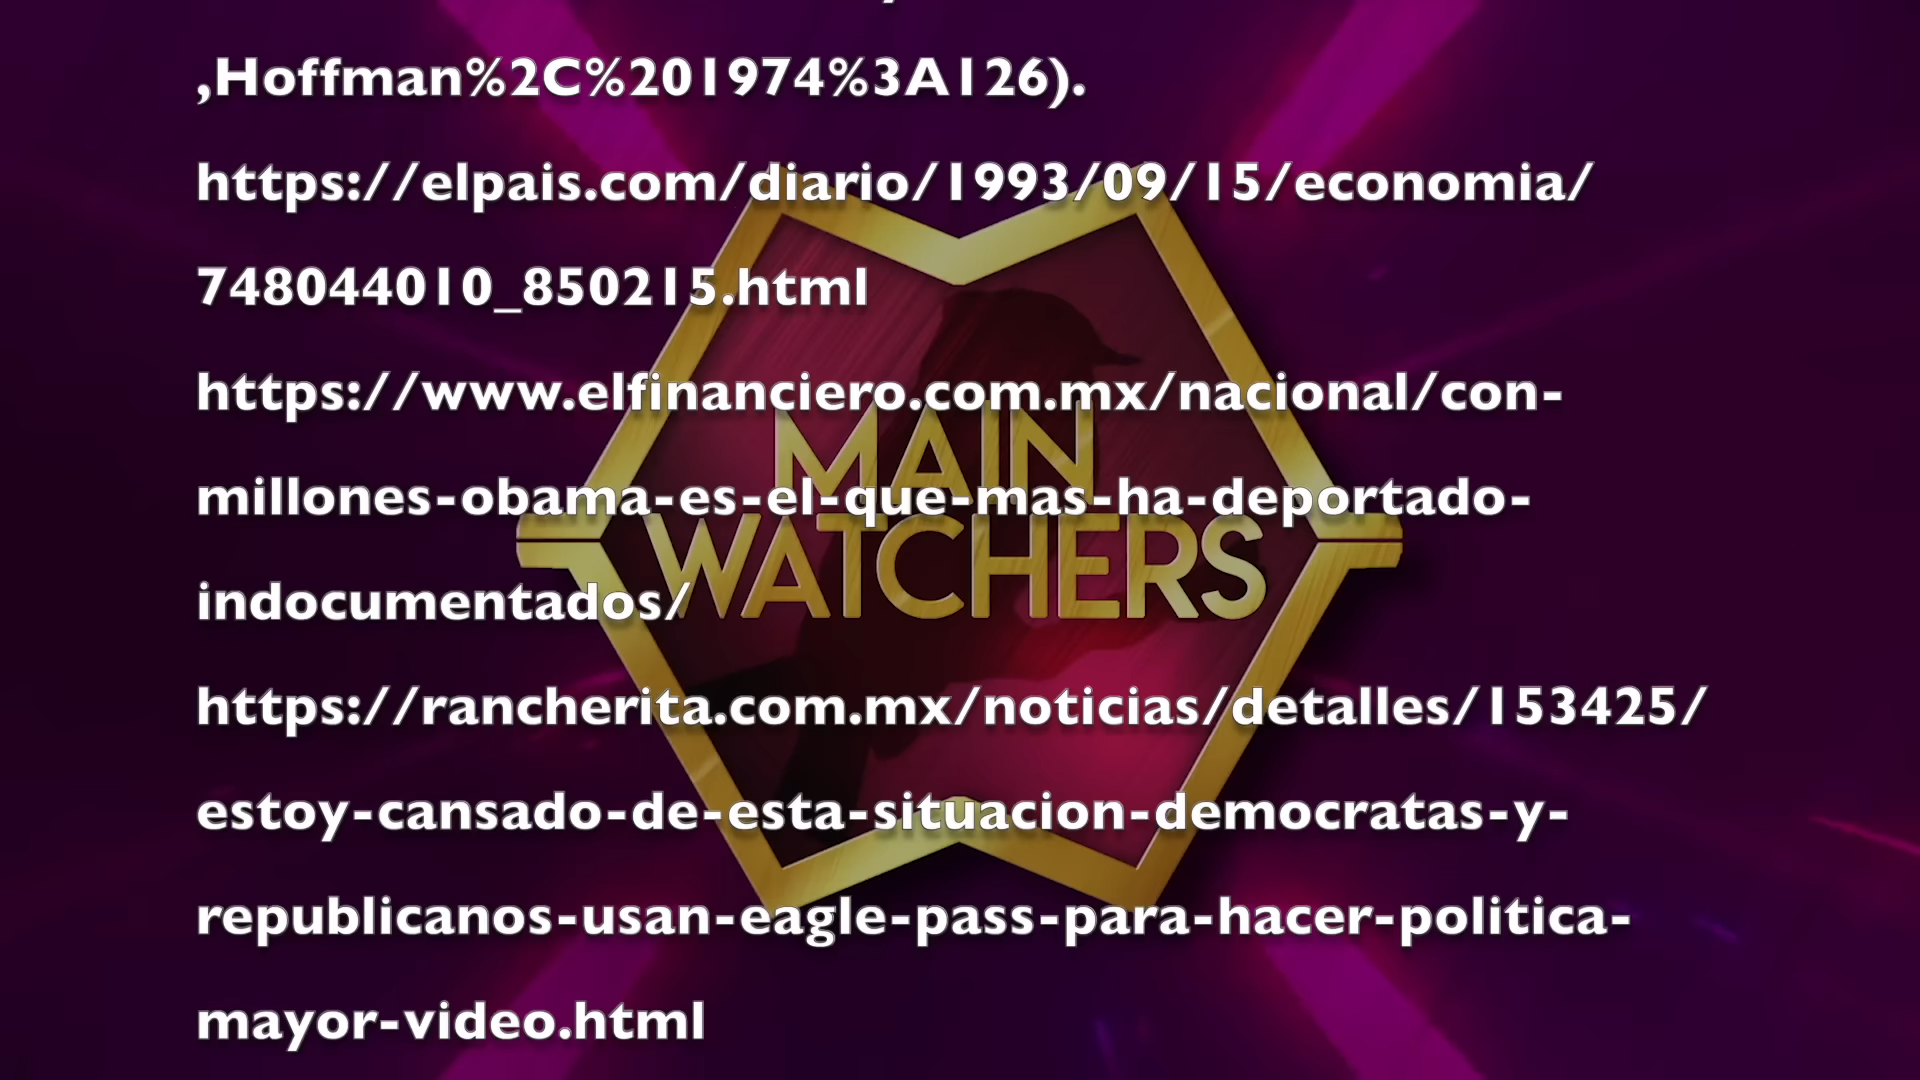 ,Hoffman%2C%201974%3A126).
https://elpais.com/diario/1993/09/15/economia/
748044010_850215.html
https://www.elfinanciero.com.mx/nacional/con-
millones-obama-es-el-que-mas-ha-deportado-
indocumentados/
https://rancherita.com.mx/noticias/detalles/153425/
estoy-cansado-de-esta-situacion-democratas-y-
republicanos-usan-eagle-pass-para-hacer-politica-
mayor-video.html
MAIN
WATCHERS